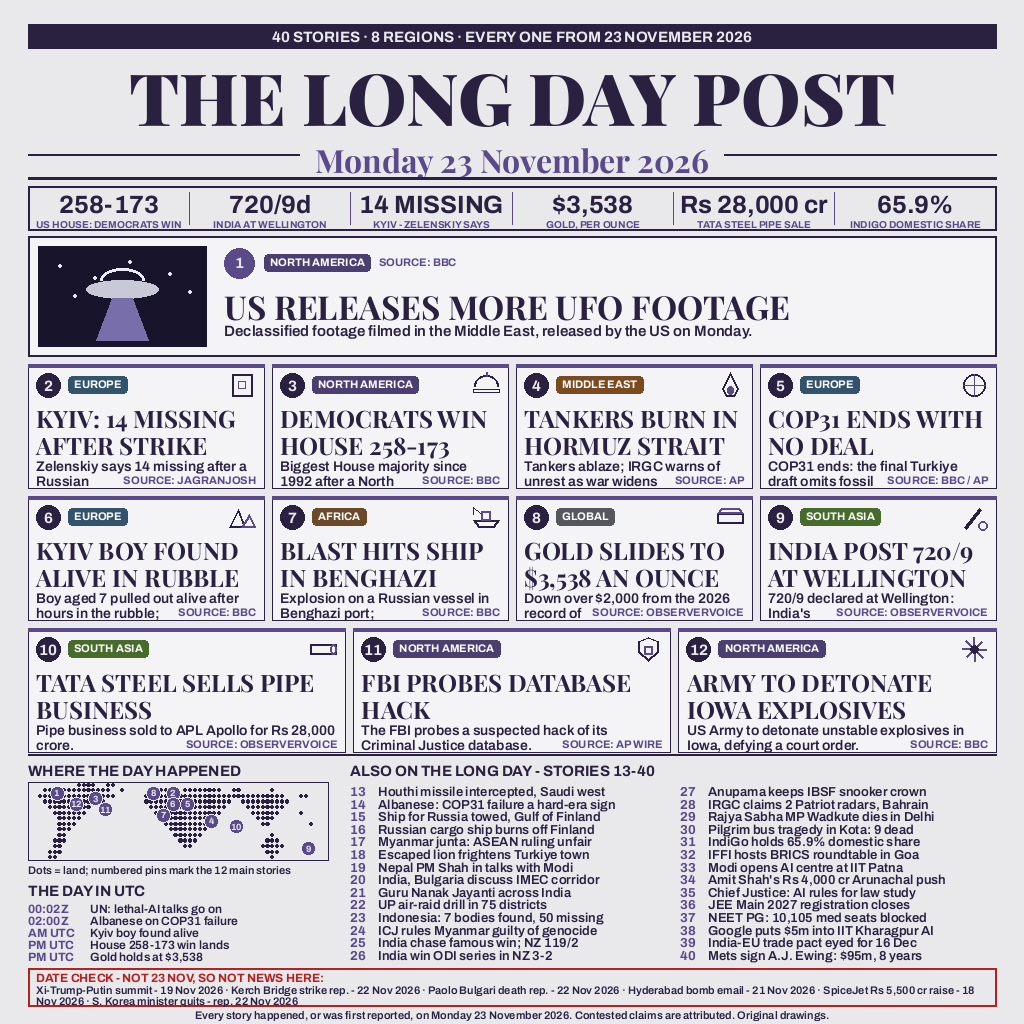 40 STORIES · 8 REGIONS · EVERY ONE FROM 23 NOVEMBER 2026
THE LONG DAY POST
Monday 23 November 2026
258-173
US HOUSE: DEMOCRATS WIN
720/9d
INDIA AT WELLINGTON
14 MISSING
KYIV - ZELENSKIY SAYS
$3,538
GOLD, PER OUNCE
Rs 28,000 cr
TATA STEEL PIPE SALE
65.9%
INDIGO DOMESTIC SHARE
1 NORTH AMERICA SOURCE: BBC
US RELEASES MORE UFO FOOTAGE
Declassified footage filmed in the Middle East, released by the US on Monday.
2 EUROPE
KYIV: 14 MISSING
AFTER STRIKE
Zelenskiy says 14 missing after a
Russian SOURCE: JAGRANJOSH
3 NORTH AMERICA
DEMOCRATS WIN
HOUSE 258-173
Biggest House majority since
1992 after a North SOURCE: BBC
4 MIDDLE EAST
TANKERS BURN IN
HORMUZ STRAIT
Tankers ablaze; IRGC warns of
unrest as war widens SOURCE: AP
5 EUROPE
COP31 ENDS WITH
NO DEAL
COP31 ends: the final Turkiye
draft omits fossil SOURCE: BBC / AP
6 EUROPE
KYIV BOY FOUND
ALIVE IN RUBBLE
Boy aged 7 pulled out alive after
hours in the rubble; SOURCE: BBC
7 AFRICA
BLAST HITS SHIP
IN BENGHAZI
Explosion on a Russian vessel in
Benghazi port; SOURCE: BBC
8 GLOBAL
GOLD SLIDES TO
$3,538 AN OUNCE
Down over $2,000 from the 2026
record of SOURCE: OBSERVERVOICE
9 SOUTH ASIA
INDIA POST 720/9
AT WELLINGTON
720/9 declared at Wellington:
India's SOURCE: OBSERVERVOICE
10 SOUTH ASIA
TATA STEEL SELLS PIPE
BUSINESS
Pipe business sold to APL Apollo for Rs 28,000
crore. SOURCE: OBSERVERVOICE
11 NORTH AMERICA
FBI PROBES DATABASE
HACK
The FBI probes a suspected hack of its
Criminal Justice database. SOURCE: AP WIRE
12 NORTH AMERICA
ARMY TO DETONATE
IOWA EXPLOSIVES
US Army to detonate unstable explosives in
Iowa, defying a court order. SOURCE: BBC
WHERE THE DAY HAPPENED
1 12 3 11 8 2 6 5 7 4 10 9
Dots = land; numbered pins mark the 12 main stories
THE DAY IN UTC
00:02Z UN: lethal-AI talks go on
02:00Z Albanese on COP31 failure
AM UTC Kyiv boy found alive
PM UTC House 258-173 win lands
PM UTC Gold holds at $3,538
ALSO ON THE LONG DAY - STORIES 13-40
13 Houthi missile intercepted, Saudi west
14 Albanese: COP31 failure a hard-era sign
15 Ship for Russia towed, Gulf of Finland
16 Russian cargo ship burns off Finland
17 Myanmar junta: ASEAN ruling unfair
18 Escaped lion frightens Turkiye town
19 Nepal PM Shah in talks with Modi
20 India, Bulgaria discuss IMEC corridor
21 Guru Nanak Jayanti across India
22 UP air-raid drill in 75 districts
23 Indonesia: 7 bodies found, 50 missing
24 ICJ rules Myanmar guilty of genocide
25 India chase famous win; NZ 119/2
26 India win ODI series in NZ 3-2
27 Anupama keeps IBSF snooker crown
28 IRGC claims 2 Patriot radars, Bahrain
29 Rajya Sabha MP Wadkute dies in Delhi
30 Pilgrim bus tragedy in Kota: 9 dead
31 IndiGo holds 65.9% domestic share
32 IFFI hosts BRICS roundtable in Goa
33 Modi opens AI centre at IIT Patna
34 Amit Shah's Rs 4,000 cr Arunachal push
35 Chief Justice: AI rules for law study
36 JEE Main 2027 registration closes
37 NEET PG: 10,105 med seats blocked
38 Google puts $5m into IIT Kharagpur AI
39 India-EU trade pact eyed for 16 Dec
40 Mets sign A.J. Ewing: $95m, 8 years
DATE CHECK - NOT 23 NOV, SO NOT NEWS HERE:
Xi-Trump-Putin summit - 19 Nov 2026 · Kerch Bridge strike rep. - 22 Nov 2026 · Paolo Bulgari death rep. - 22 Nov 2026 · Hyderabad bomb email - 21 Nov 2026 · SpiceJet Rs 5,500 cr raise - 18
Nov 2026 · S. Korea minister quits - rep. 22 Nov 2026
Every story happened, or was first reported, on Monday 23 November 2026. Contested claims are attributed. Original drawings.